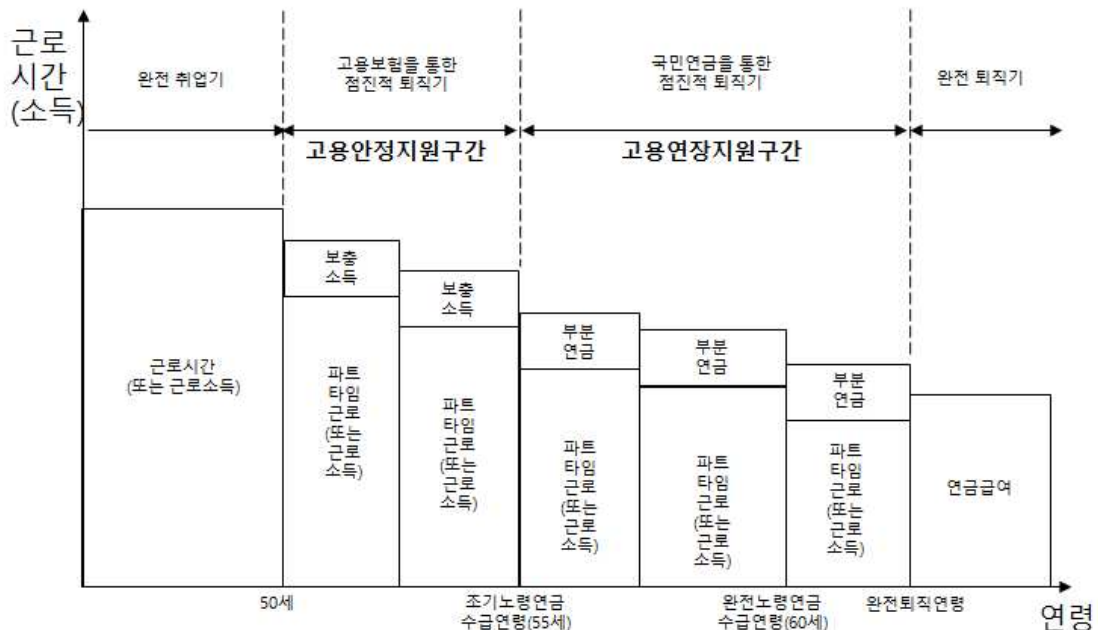 근로
시간
(소득)
완전 취업기
고용보험을 통한
점진적 퇴직기
국민연금을 통한
점진적 퇴직기
완전 퇴직기
고용안정지원구간
고용연장지원구간
근로시간
(또는 근로소득)
보충
소득
파트
타임
근로
(또는
근로
소득)
보충
소득
파트
타임
근로
(또는
근로
소득)
부분
연금
파트
타임
근로
(또는
근로
소득)
부분
연금
파트
타임
근로
(또는
근로
소득)
부분
연금
파트
타임
근로
(또는
근로
소득)
연금급여
50세
조기노령연금
수급연령(55세)
완전노령연금
수급연령(60세)
완전퇴직연령
연령